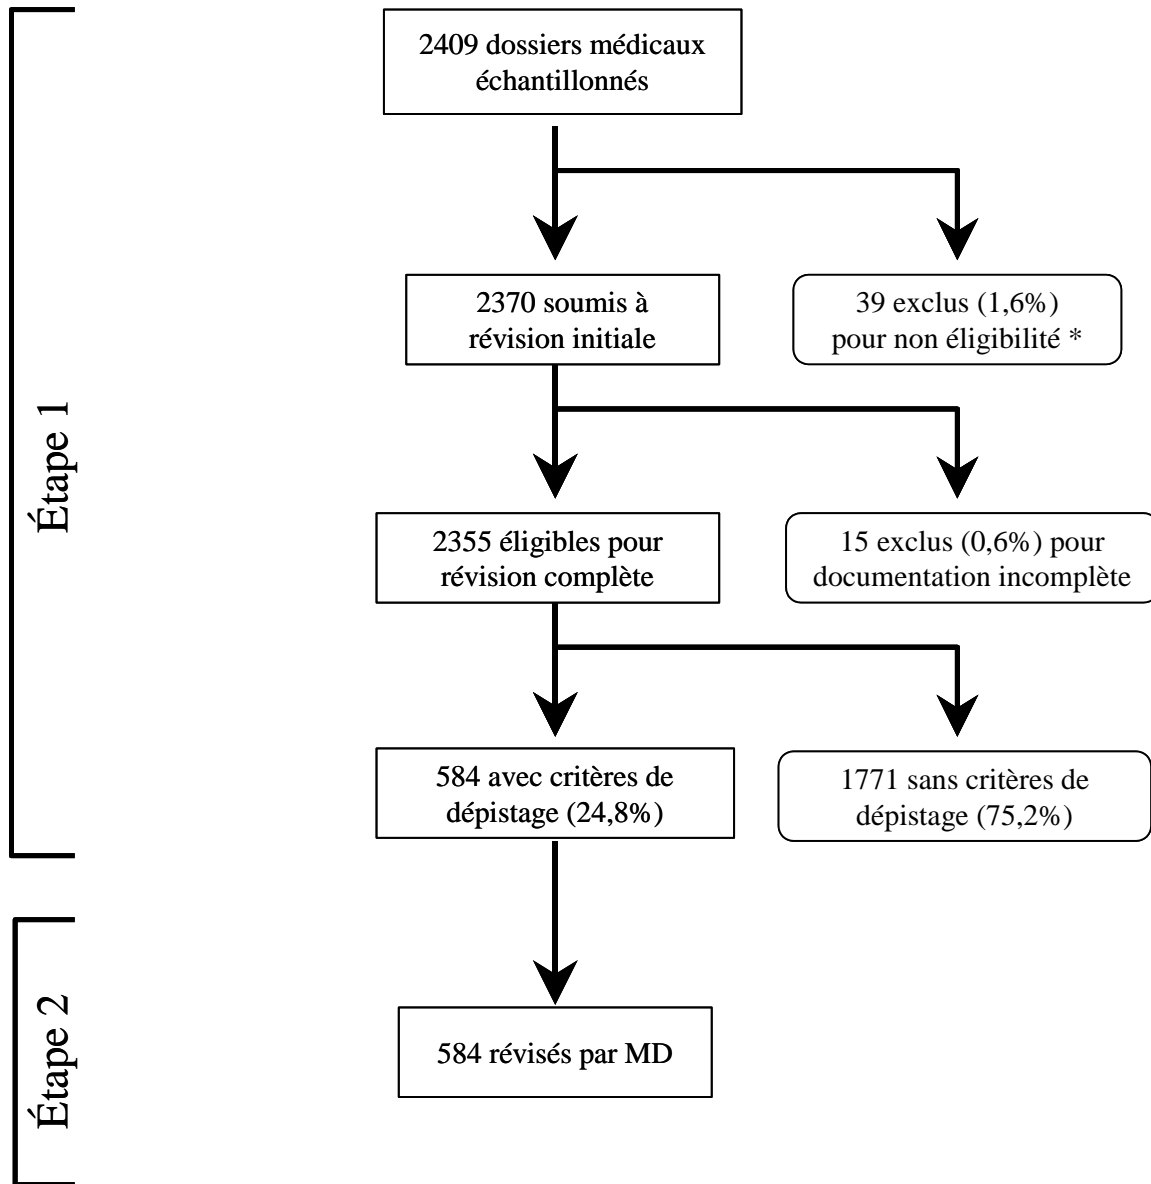 2409 dossiers médicaux
échantillonnés
2370 soumis à
révision initiale
39 exclus (1,6%)
pour non éligibilité *
Étape 1
2355 éligibles pour
révision complète
15 exclus (0,6%) pour
documentation incomplète
584 avec critères de
dépistage (24,8%)
1771 sans critères de
dépistage (75,2%)
Étape 2
584 révisés par MD